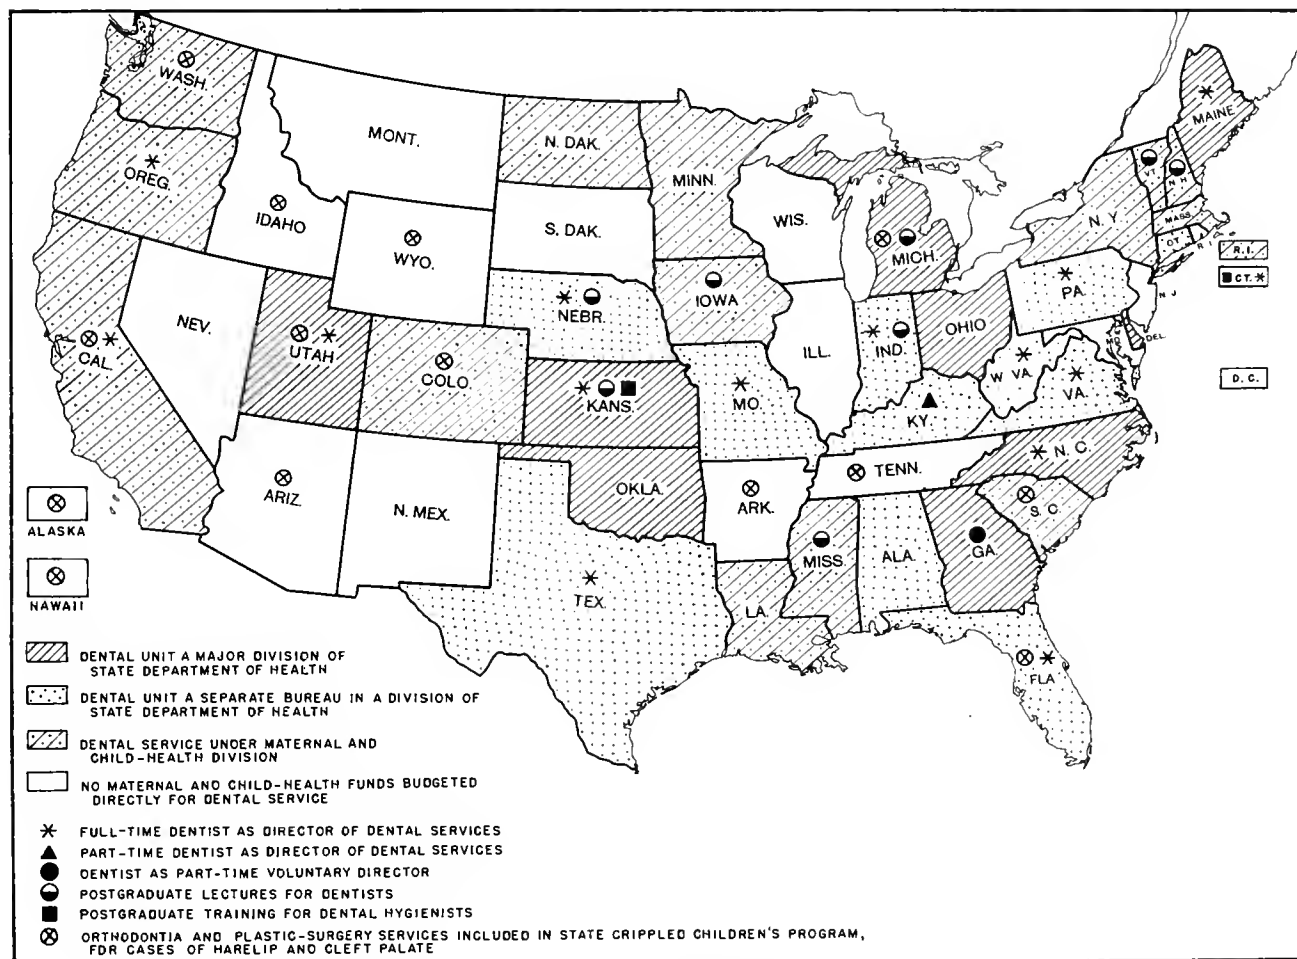 WASH.
MONT.
N. DAK.
MINN.
MAINE
OREG.
IDAHO
WYO.
S. DAK.
WIS.
MICH.
N. Y.
VT.
N. H.
MASS.
CT.
R. I.
R. I.
CT.
NEV.
UTAH
COLO.
NEBR.
IOWA
ILL.
IND.
OHIO
PA.
N J
MD.
DEL.
D. C.
CAL.
KANS.
MO.
KY.
W. VA.
VA.
ARIZ.
N. MEX.
OKLA.
ARK.
TENN.
N. C.
S. C.
TEX.
LA.
MISS.
ALA.
GA.
FLA
ALASKA
NAWAII
DENTAL UNIT A MAJOR DIVISION OF
STATE DEPARTMENT OF HEALTH
DENTAL UNIT A SEPARATE BUREAU IN A DIVISION OF
STATE DEPARTMENT OF HEALTH
DENTAL SERVICE UNDER MATERNAL AND
CHILD-HEALTH DIVISION
NO MATERNAL AND CHILD-HEALTH FUNDS BUDGETED
DIRECTLY FOR DENTAL SERVICE
FULL-TIME DENTIST AS DIRECTOR OF DENTAL SERVICES
PART-TIME DENTIST AS DIRECTOR OF DENTAL SERVICES
DENTIST AS PART-TIME VOLUNTARY DIRECTOR
POSTGRADUATE LECTURES FOR DENTISTS
POSTGRADUATE TRAINING FOR DENTAL HYGIENISTS
ORTHODONTIA AND PLASTIC-SURGERY SERVICES INCLUDED IN STATE CRIPPLED CHILDREN'S PROGRAM,
FOR CASES OF HARELIP AND CLEFT PALATE